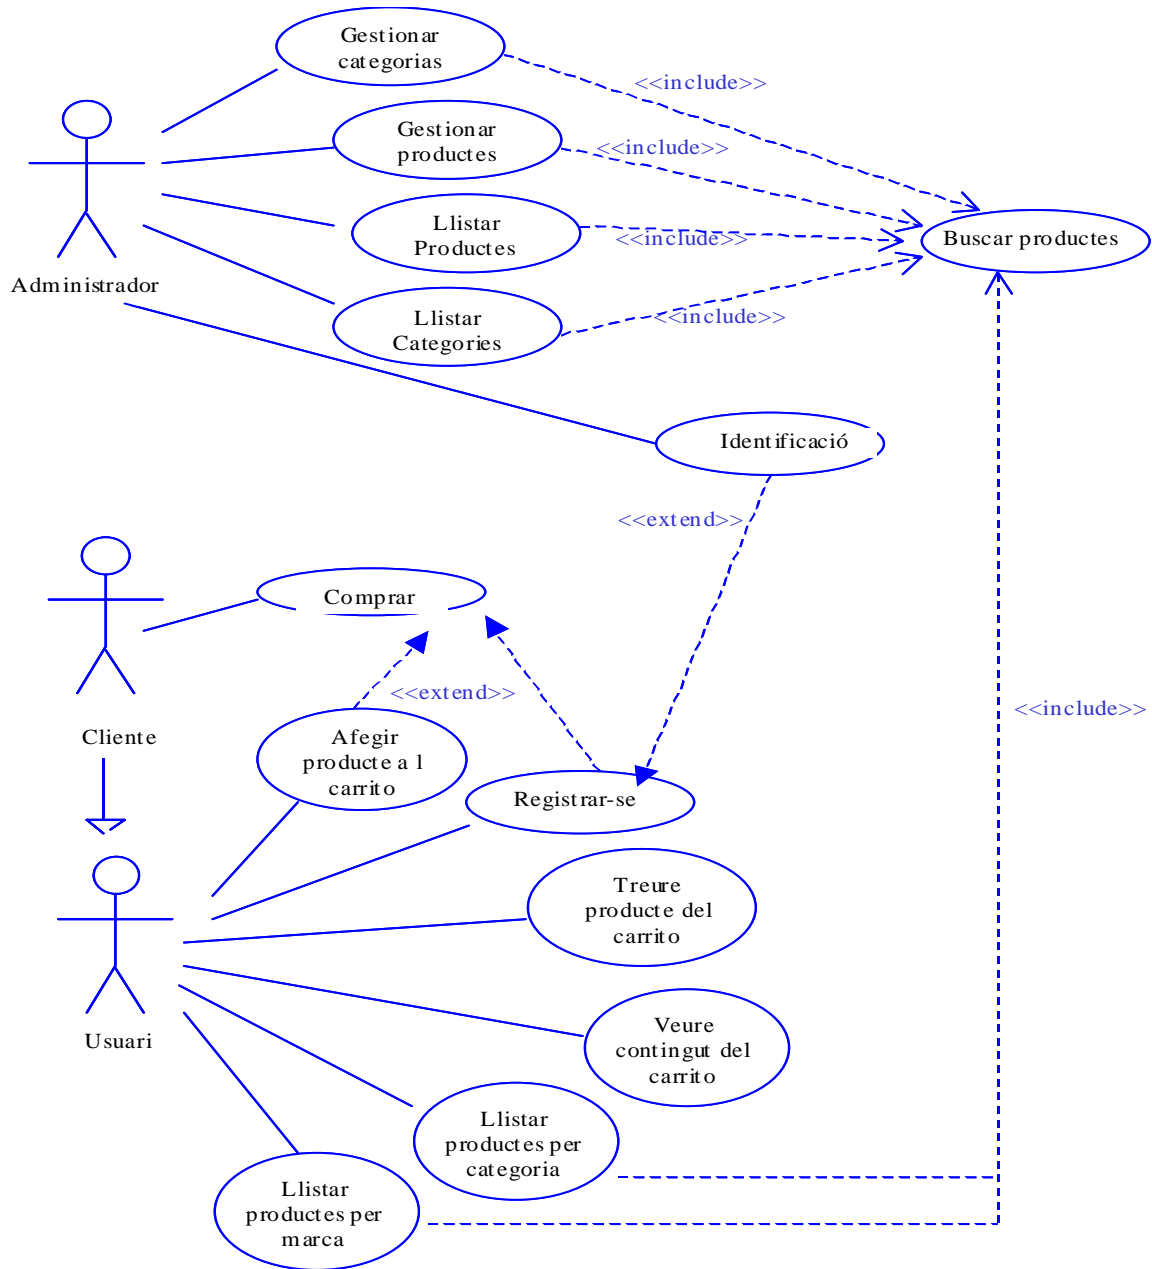 Gestionar
categorias
<<include>>
Gestionar
productes
<<include>>
Llistar
Productes
<<include>>
Buscar productes
Administrador
Llistar
Categories
<<include>>
Identificació
<<extend>>
Comprar
<<extend>>
<<include>>
Cliente
Afegir
producte a l
carrito
Registrar-se
Treure
producte del
carrito
Usuari
Veure
contingut del
carrito
Llistar
productes per
categoria
Llistar
productes per
marca